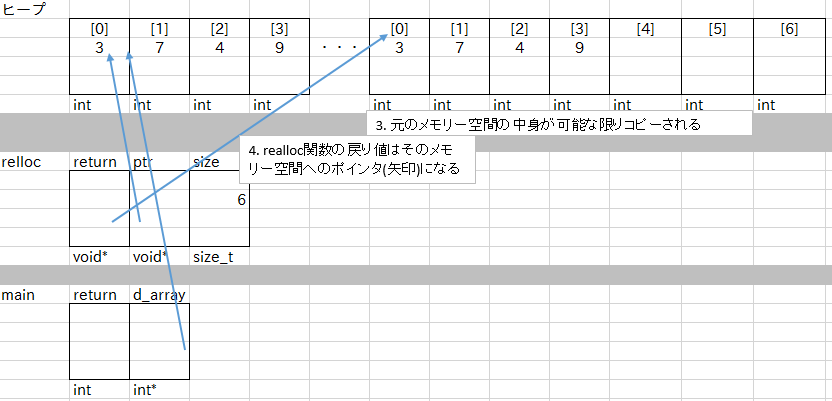 ヒープ
[0] [1] [2] [3] [0] [1] [2] [3] [4] [5] [6]
3 7 4 9 ・・・ 3 7 4 9
int int int int int int int int int int int
3. 元のメモリー空間の中身が可能な限りコピーされる
4. realloc関数の戻り値はそのメモ
リー空間へのポインタ(矢印)になる
relloc return ptr size
6
void* void* size_t
main return d_array
int int*